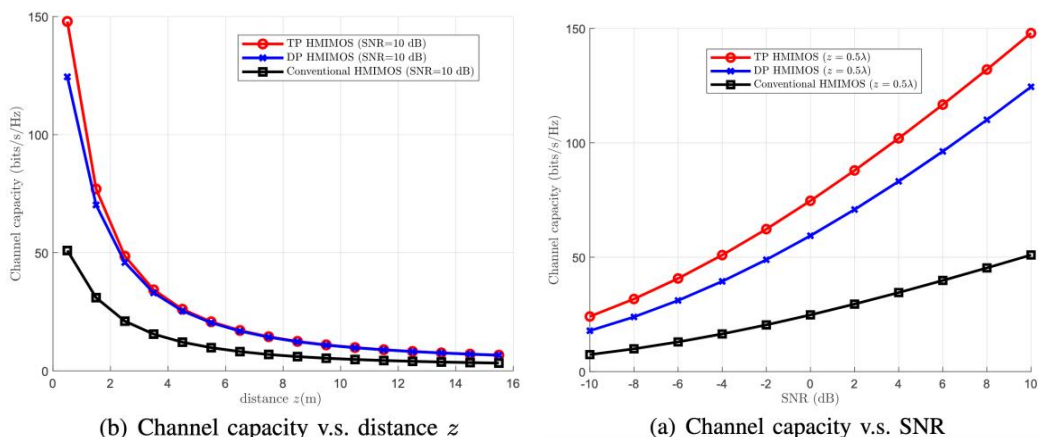 150
100
50
0
Channel capacity (bits/s/Hz)
TP HMIMOS (SNR=10 dB)
DP HMIMOS (SNR=10 dB)
Conventional HMIMOS (SNR=10 dB)
0 2 4 6 8 10 12 14 16
distance z(m)
(b) Channel capacity v.s. distance z
150
100
50
0
Channel capacity (bits/s/Hz)
TP HMIMOS (z = 0.5λ)
DP HMIMOS (z = 0.5λ)
Conventional HMIMOS (z = 0.5λ)
-10 -8 -6 -4 -2 0 2 4 6 8 10
SNR (dB)
(a) Channel capacity v.s. SNR